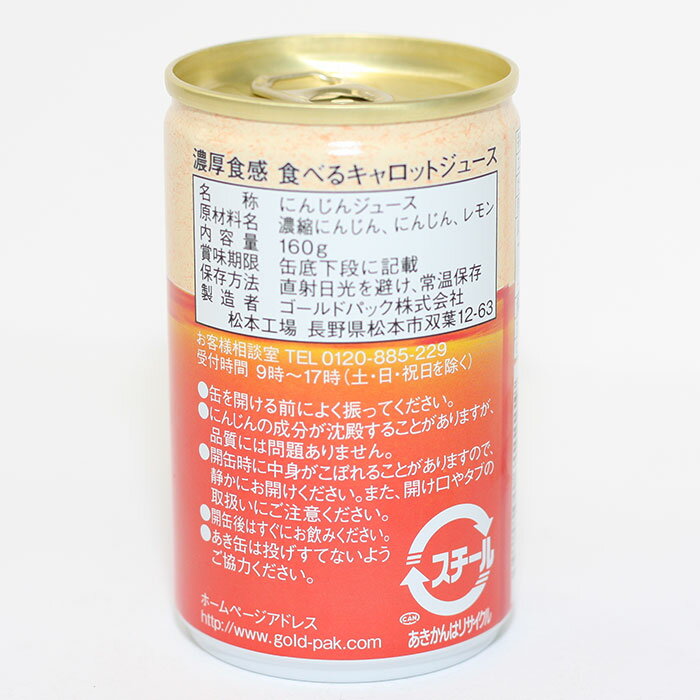 濃厚食感 食べるキャロットジュース
名称 にんじんジュース
原材料名 濃縮にんじん、にんじん、レモン
内容量 160g
賞味期限 缶底下段に記載
保存方法 直射日光を避け、常温保存
製造者 ゴールドパック株式会社
松本工場 長野県松本市双葉12-63
お客様相談室 TEL 0120-885-229
受付時間 9時〜17時(土・日・祝日を除く)
●缶を開ける前によく振ってください。
●にんじんの成分が沈殿することがありますが、
品質には問題ありません。
●開缶時に中身がこぼれることがありますので、
静かにお開けください。また、開け口やタブの
取扱いにご注意ください。
●開缶後はすぐにお飲みください。
●あき缶は投げすてないよう
ご協力ください。
スチール
CAN
あきかんはリサイクル
ホームページアドレス
http://www.gold-pak.com